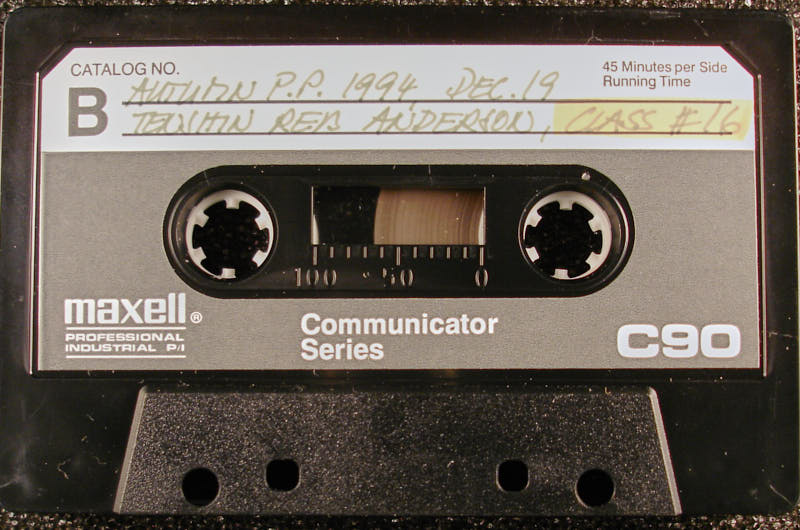 CATALOG NO.
45 Minutes per Side
Running Time
B
AUTUMN P.P. 1994, DEC. 19
TENSHIN REB ANDERSON, CLASS #16
100 50 0
maxell®
PROFESSIONAL
INDUSTRIAL P/I
Communicator
Series
C90